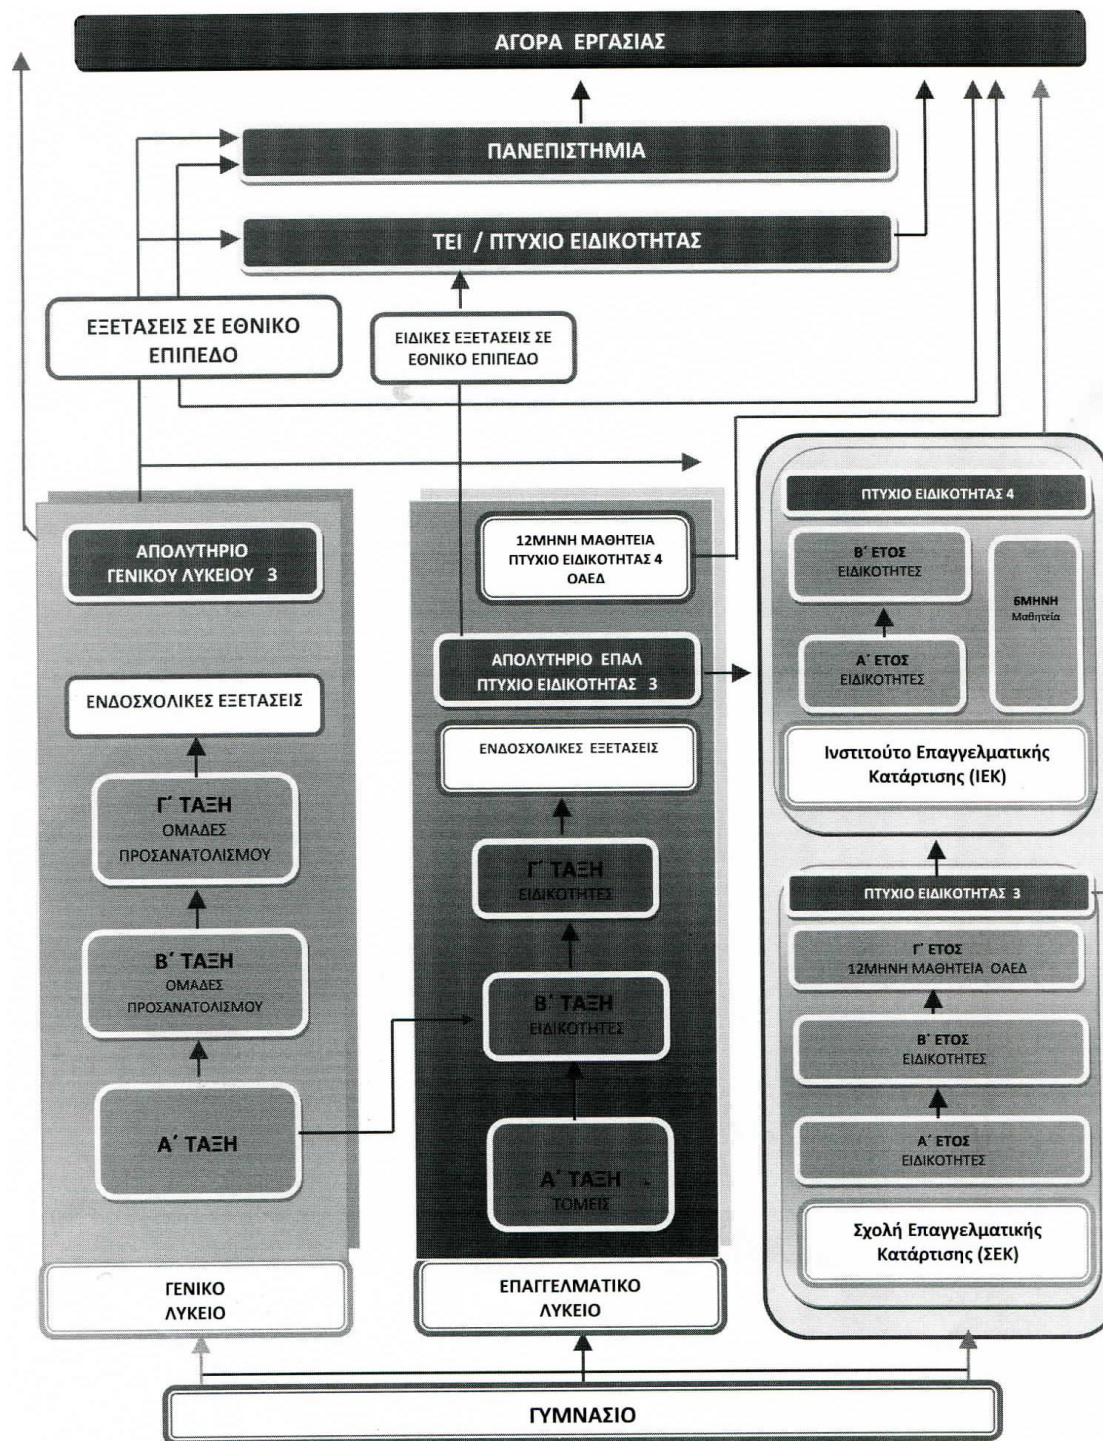 ΑΓΟΡΑ ΕΡΓΑΣΙΑΣ
ΠΑΝΕΠΙΣΤΗΜΙΑ
ΤΕΙ / ΠΤΥΧΙΟ ΕΙΔΙΚΟΤΗΤΑΣ
ΕΞΕΤΑΣΕΙΣ ΣΕ ΕΘΝΙΚΟ
ΕΠΙΠΕΔΟ
ΕΙΔΙΚΕΣ ΕΞΕΤΑΣΕΙΣ ΣΕ
ΕΘΝΙΚΟ ΕΠΙΠΕΔΟ
ΑΠΟΛΥΤΗΡΙΟ
ΓΕΝΙΚΟΥ ΛΥΚΕΙΟΥ 3
ΕΝΔΟΣΧΟΛΙΚΕΣ ΕΞΕΤΑΣΕΙΣ
Γ΄ ΤΑΞΗ
ΟΜΑΔΕΣ
ΠΡΟΣΑΝΑΤΟΛΙΣΜΟΥ
Β΄ ΤΑΞΗ
ΟΜΑΔΕΣ
ΠΡΟΣΑΝΑΤΟΛΙΣΜΟΥ
Α΄ ΤΑΞΗ
ΓΕΝΙΚΟ
ΛΥΚΕΙΟ
12ΜΗΝΗ ΜΑΘΗΤΕΙΑ
ΠΤΥΧΙΟ ΕΙΔΙΚΟΤΗΤΑΣ 4
ΟΑΕΔ
ΑΠΟΛΥΤΗΡΙΟ ΕΠΑΛ
ΠΤΥΧΙΟ ΕΙΔΙΚΟΤΗΤΑΣ 3
ΕΝΔΟΣΧΟΛΙΚΕΣ ΕΞΕΤΑΣΕΙΣ
Γ΄ ΤΑΞΗ
ΕΙΔΙΚΟΤΗΤΕΣ
Β΄ ΤΑΞΗ
ΕΙΔΙΚΟΤΗΤΕΣ
Α΄ ΤΑΞΗ
ΤΟΜΕΙΣ
ΕΠΑΓΓΕΛΜΑΤΙΚΟ
ΛΥΚΕΙΟ
ΠΤΥΧΙΟ ΕΙΔΙΚΟΤΗΤΑΣ 4
Β΄ ΕΤΟΣ
ΕΙΔΙΚΟΤΗΤΕΣ
6ΜΗΝΗ
Μαθητεία
Α΄ ΕΤΟΣ
ΕΙΔΙΚΟΤΗΤΕΣ
Ινστιτούτο Επαγγελματικής
Κατάρτισης (ΙΕΚ)
ΠΤΥΧΙΟ ΕΙΔΙΚΟΤΗΤΑΣ 3
Γ΄ ΕΤΟΣ
12ΜΗΝΗ ΜΑΘΗΤΕΙΑ ΟΑΕΔ
Β΄ ΕΤΟΣ
ΕΙΔΙΚΟΤΗΤΕΣ
Α΄ ΕΤΟΣ
ΕΙΔΙΚΟΤΗΤΕΣ
Σχολή Επαγγελματικής
Κατάρτισης (ΣΕΚ)
ΓΥΜΝΑΣΙΟ